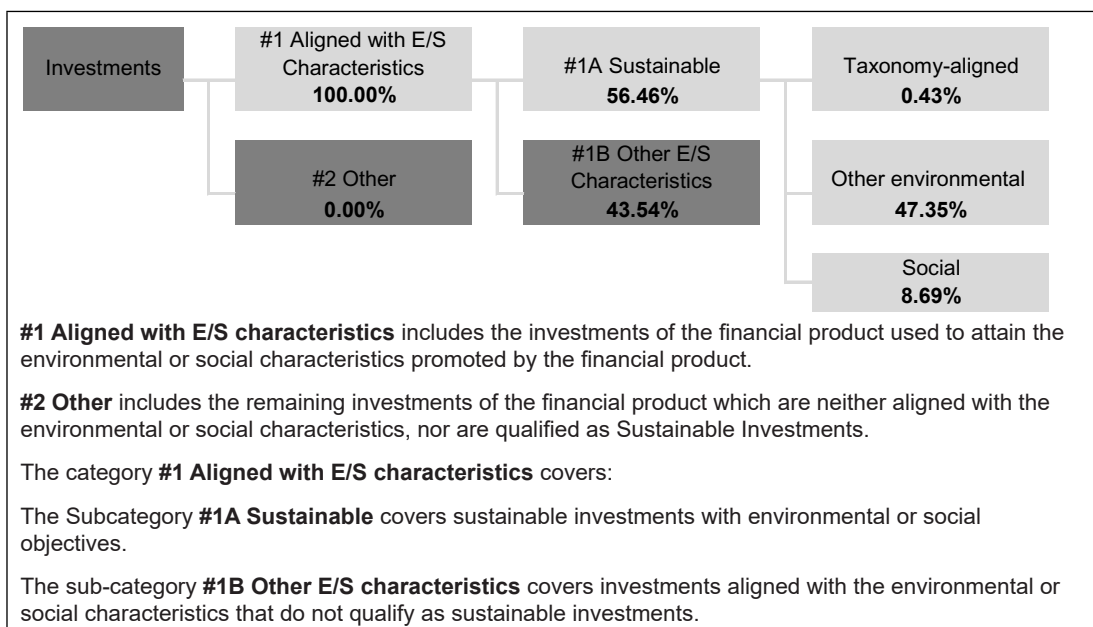 Investments
#1 Aligned with E/S
Characteristics
100.00%
#1A Sustainable
56.46%
Taxonomy-aligned
0.43%
#2 Other
0.00%
#1B Other E/S
Characteristics
43.54%
Other environmental
47.35%
Social
8.69%
#1 Aligned with E/S characteristics includes the investments of the financial product used to attain the
environmental or social characteristics promoted by the financial product.
#2 Other includes the remaining investments of the financial product which are neither aligned with the
environmental or social characteristics, nor are qualified as Sustainable Investments.
The category #1 Aligned with E/S characteristics covers:
The Subcategory #1A Sustainable covers sustainable investments with environmental or social
objectives.
The sub-category #1B Other E/S characteristics covers investments aligned with the environmental or
social characteristics that do not qualify as sustainable investments.